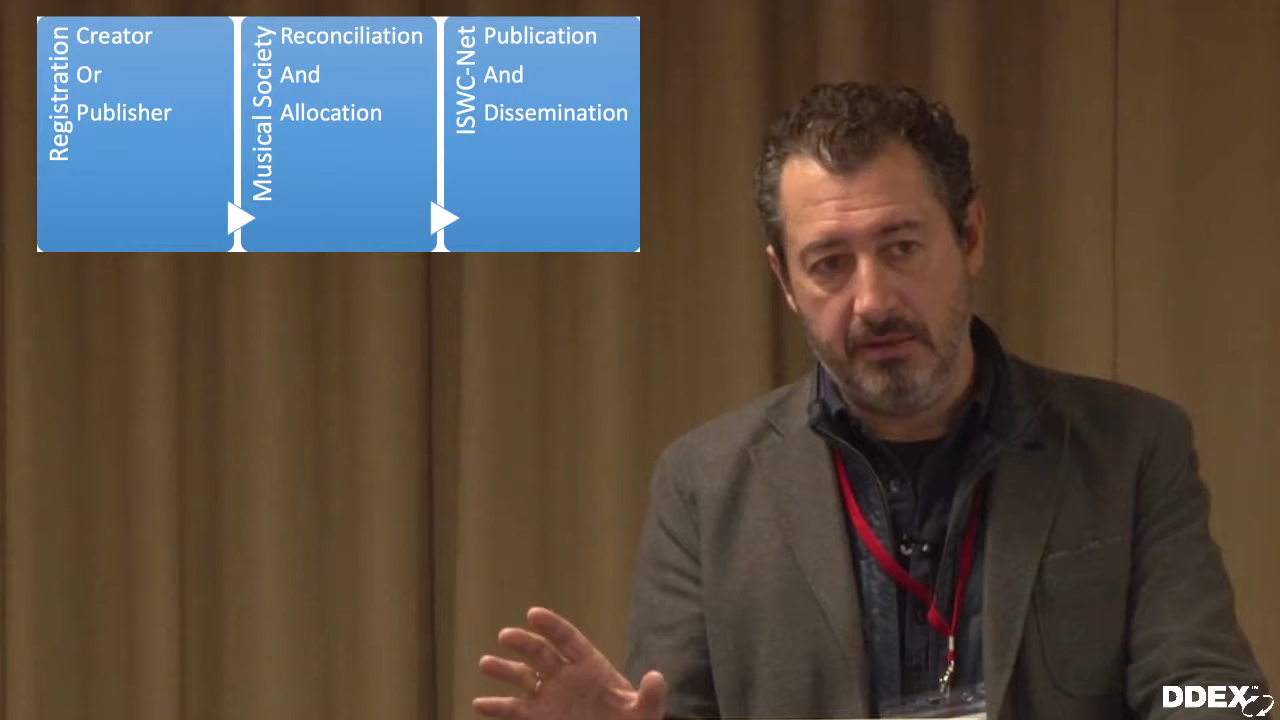 Registration
Creator
Or
Publisher
Musical Society
Reconciliation
And
Allocation
ISWC-Net
Publication
And
Dissemination
DDEX